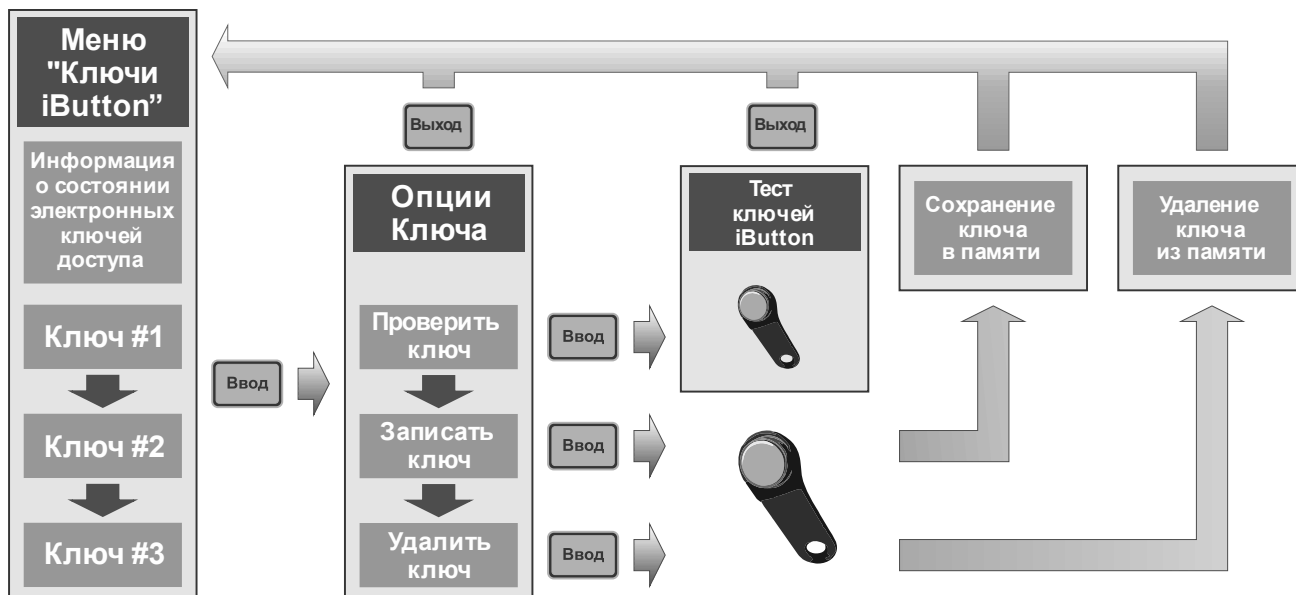 Меню
"Ключи
iButton”
Информация
о состоянии
электронных
ключей
доступа
Ключ #1
Ключ #2
Ключ #3
Ввод
Выход
Опции
Ключа
Проверить
ключ
Записать
ключ
Удалить
ключ
Ввод
Ввод
Ввод
Выход
Тест
ключей
iButton
Сохранение
ключа
в памяти
Удаление
ключа
из памяти